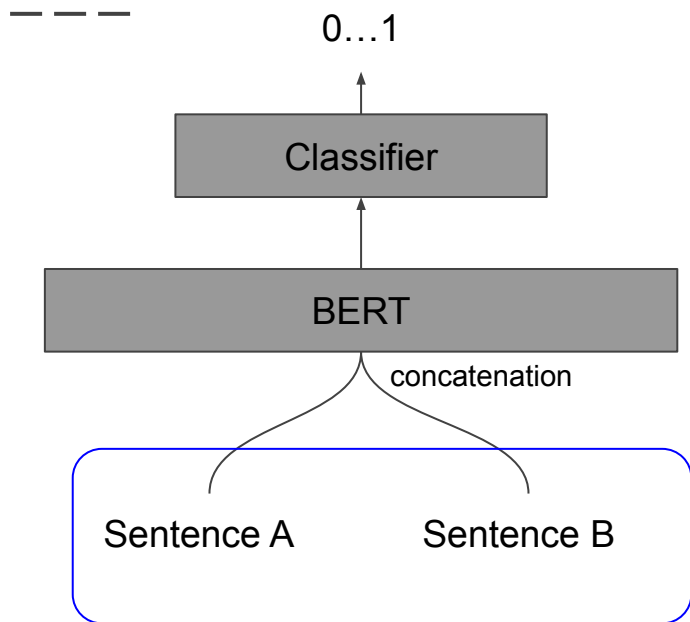 0…1
Classifier
BERT
concatenation
Sentence A
Sentence B